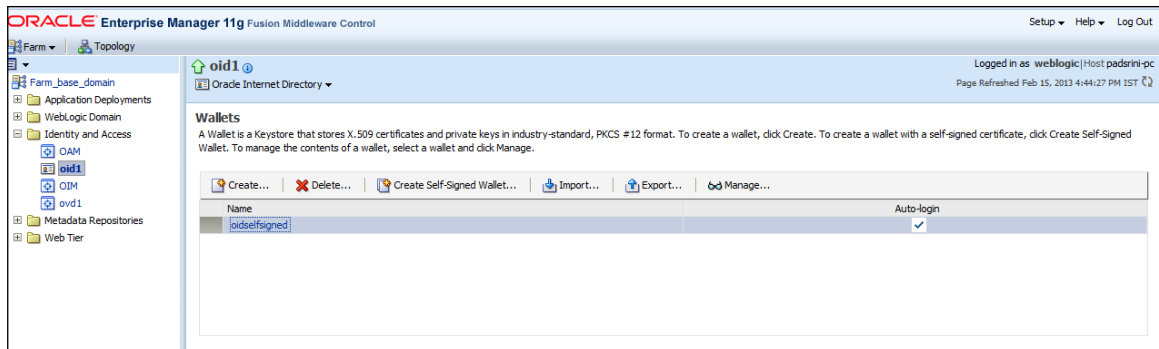 ORACLE Enterprise Manager 11g Fusion Middleware Control
Setup Help Log Out
Farm Topology
oid1
Logged in as weblogic|Host padsrini-pc
Oracle Internet Directory
Page Refreshed Feb 15, 2013 4:44:27 PM IST
Farm_base_domain
Application Deployments
WebLogic Domain
Identity and Access
OAM
oid1
OIM
ovd1
Metadata Repositories
Web Tier
Wallets
A Wallet is a Keystore that stores X.509 certificates and private keys in industry-standard, PKCS #12 format. To create a wallet, click Create. To create a wallet with a self-signed certificate, click Create Self-Signed
Wallet. To manage the contents of a wallet, select a wallet and click Manage.
Create... Delete... Create Self-Signed Wallet... Import... Export... Manage...
Name Auto-login
oidselfsigned